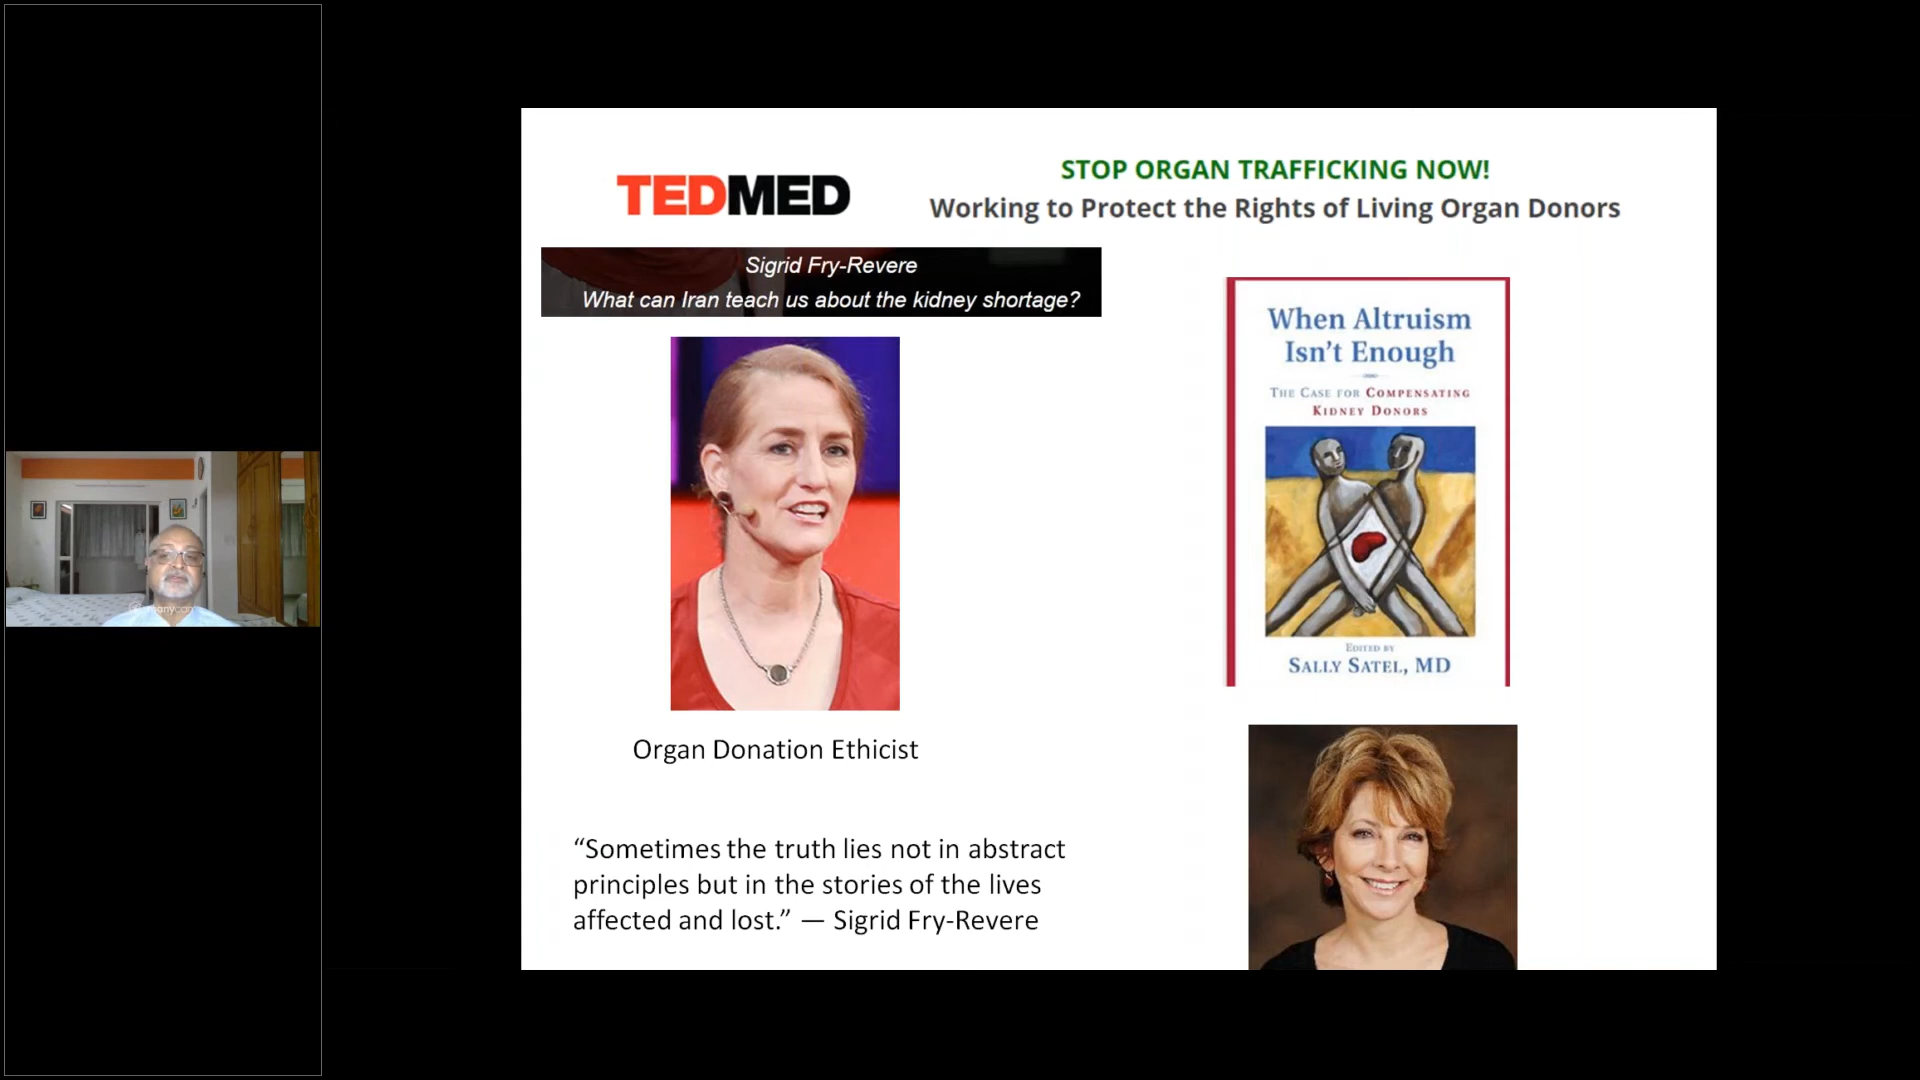 TEDMED
STOP ORGAN TRAFFICKING NOW!
Working to Protect the Rights of Living Organ Donors
Sigrid Fry-Revere
What can Iran teach us about the kidney shortage?
When Altruism
Isn't Enough
The Case for Compensating
Kidney Donors
Edited by
Sally Satel, MD
Organ Donation Ethicist
“Sometimes the truth lies not in abstract
principles but in the stories of the lives
affected and lost.” — Sigrid Fry-Revere